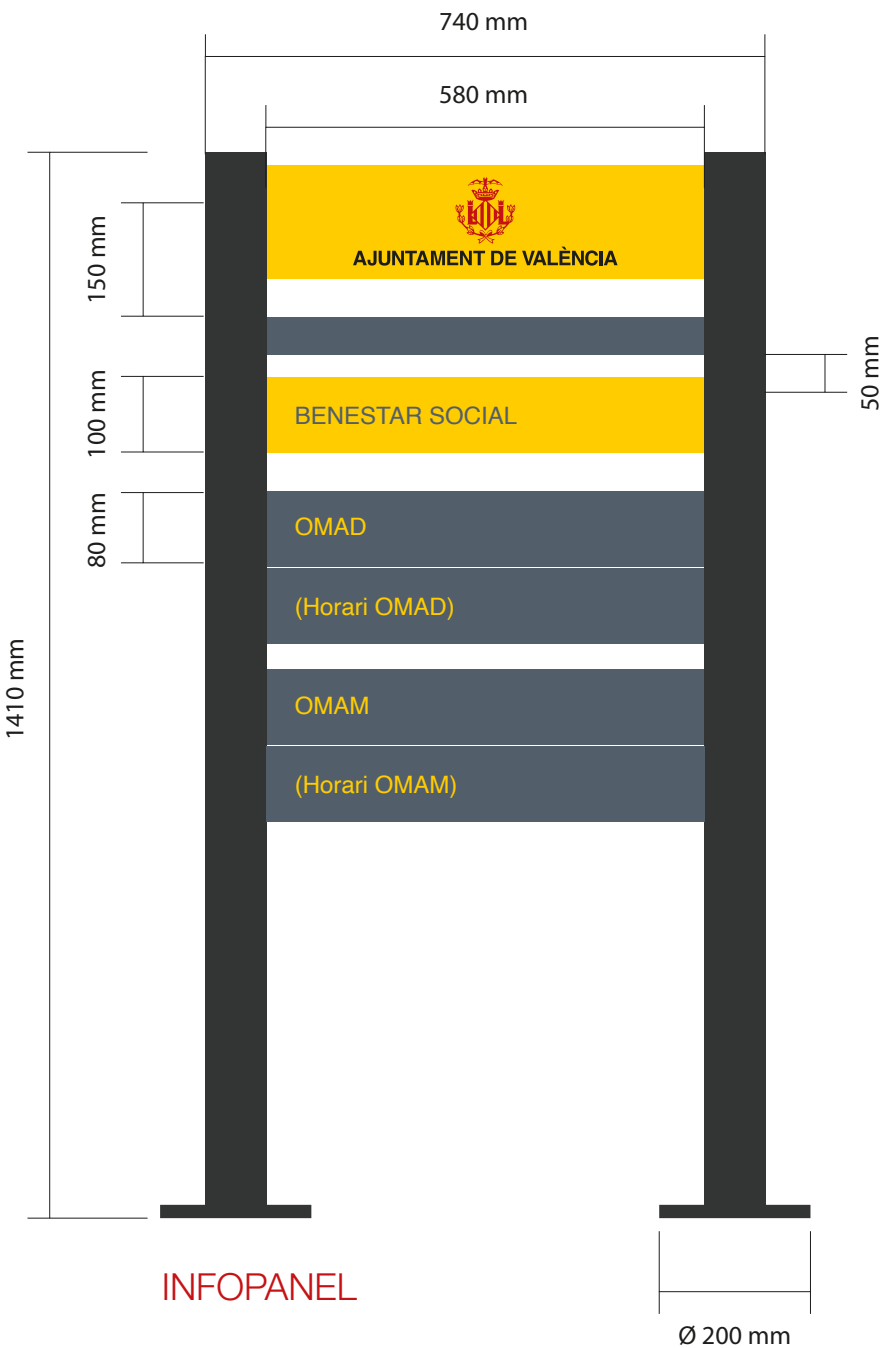 740 mm
580 mm
AJUNTAMENT DE VALÈNCIA
150 mm
50 mm
100 mm
BENESTAR SOCIAL
80 mm
OMAD
(Horari OMAD)
1410 mm
OMAM
(Horari OMAM)
INFOPANEL
Ø 200 mm